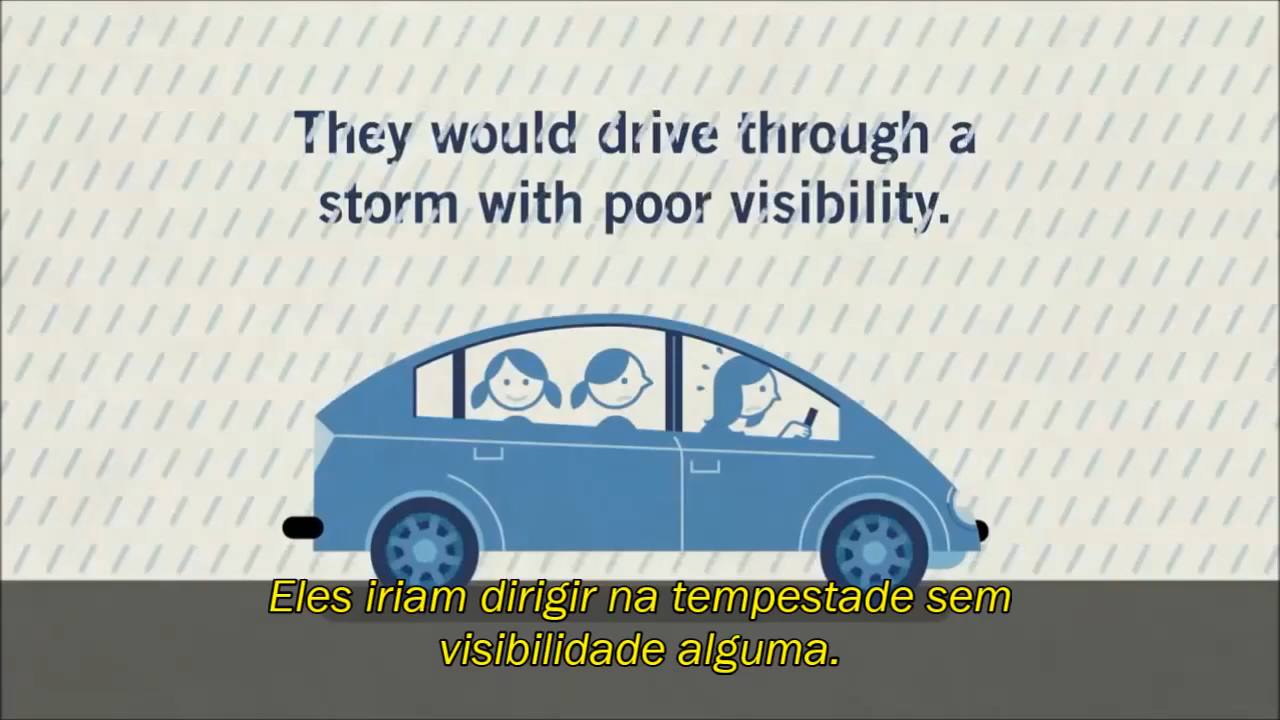 They would drive through a
storm with poor visibility.
Eles iriam dirigir na tempestade sem
visibilidade alguma.